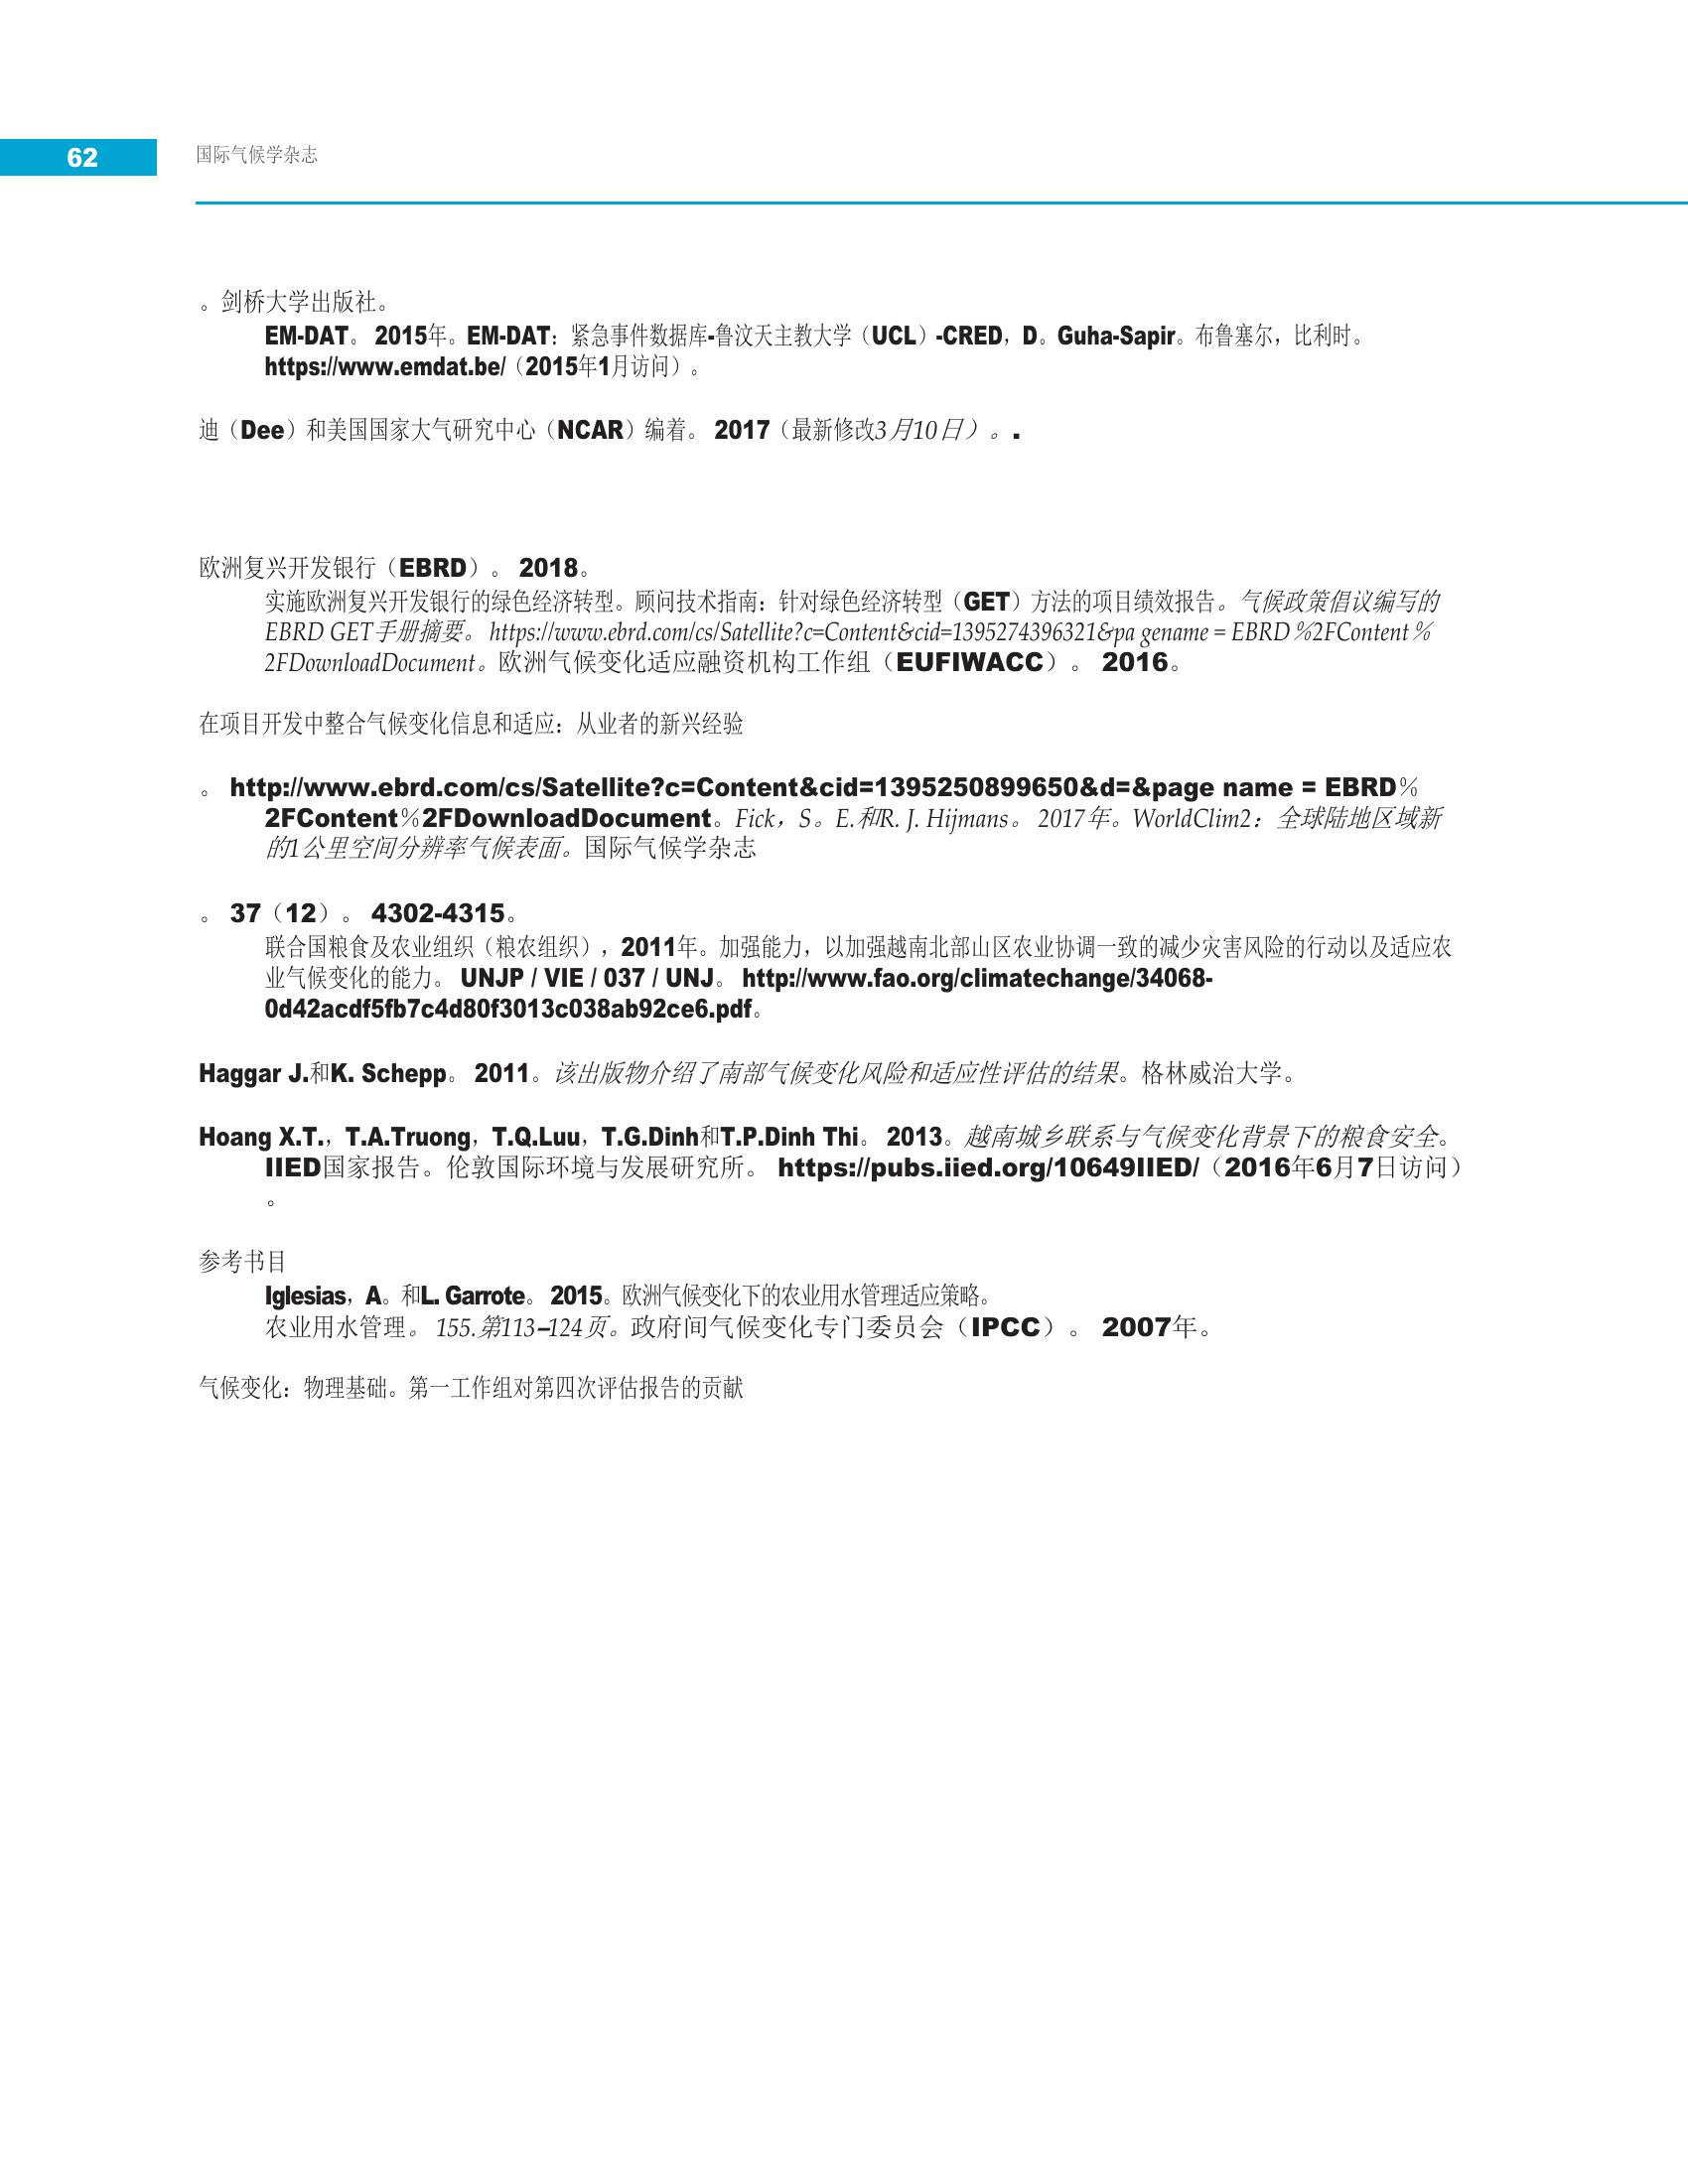 62
国际气候学杂志
。剑桥大学出版社。
EM-DAT。 2015年。EM-DAT：紧急事件数据库-鲁汶天主教大学（UCL）-CRED，D。Guha-Sapir。布鲁塞尔，比利时。
https://www.emdat.be/（2015年1月访问）。
迪（Dee）和美国国家大气研究中心（NCAR）编着。 2017（最新修改3月10日）。.
欧洲复兴开发银行（EBRD）。 2018。
实施欧洲复兴开发银行的绿色经济转型。顾问技术指南：针对绿色经济转型（GET）方法的项目绩效报告。气候政策倡议编写的
EBRD GET手册摘要。 https://www.ebrd.com/cs/Satellite?c=Content&cid=1395274396321&pa gename = EBRD％2FContent％
2FDownloadDocument。欧洲气候变化适应融资机构工作组（EUFIWACC）。 2016。
在项目开发中整合气候变化信息和适应：从业者的新兴经验
。 http://www.ebrd.com/cs/Satellite?c=Content&cid=1395250899650&d=&page name = EBRD％
2FContent％2FDownloadDocument。Fick，S。E.和R. J. Hijmans。 2017年。WorldClim2：全球陆地区域新
的1公里空间分辨率气候表面。国际气候学杂志
。 37（12）。 4302-4315。
联合国粮食及农业组织（粮农组织），2011年。加强能力，以加强越南北部山区农业协调一致的减少灾害风险的行动以及适应农
业气候变化的能力。 UNJP / VIE / 037 / UNJ。 http://www.fao.org/climatechange/34068-
0d42acdf5fb7c4d80f3013c038ab92ce6.pdf。
Haggar J.和K. Schepp。 2011。该出版物介绍了南部气候变化风险和适应性评估的结果。格林威治大学。
Hoang X.T.，T.A.Truong，T.Q.Luu，T.G.Dinh和T.P.Dinh Thi。 2013。越南城乡联系与气候变化背景下的粮食安全。
IIED国家报告。伦敦国际环境与发展研究所。 https://pubs.iied.org/10649IIED/（2016年6月7日访问）
。
参考书目
Iglesias，A。和L. Garrote。 2015。欧洲气候变化下的农业用水管理适应策略。
农业用水管理。 155.第113–124页。政府间气候变化专门委员会（IPCC）。 2007年。
气候变化：物理基础。第一工作组对第四次评估报告的贡献